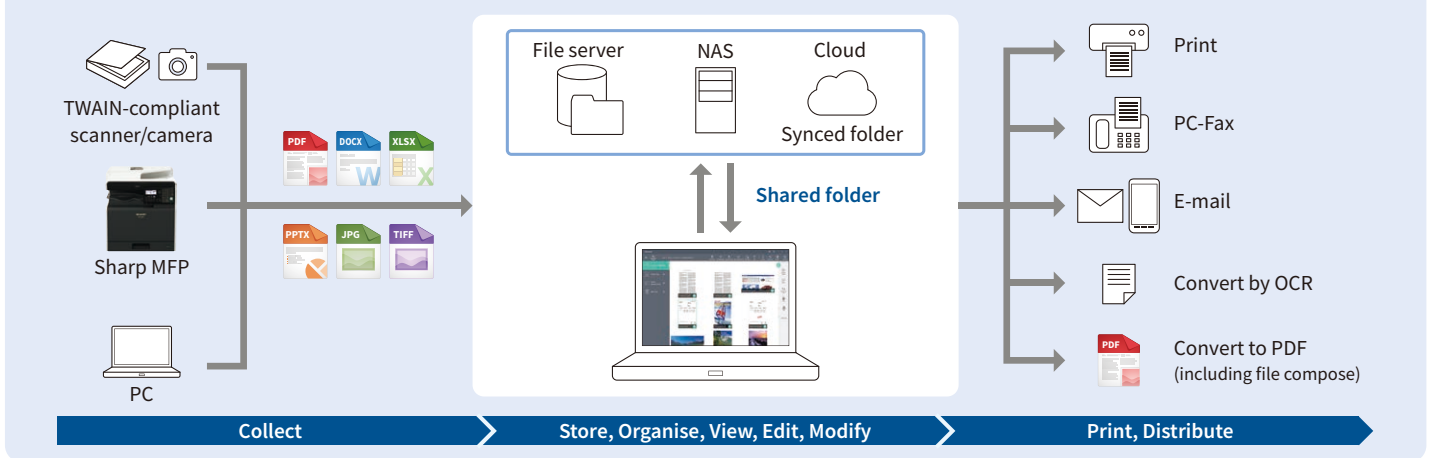 TWAIN-compliant
scanner/camera
Sharp MFP
PC
PDF
DOCX
W
XLSX
X
PPTX
JPG
TIFF
File server
NAS
Cloud
Synced folder
Shared folder
Print
PC-Fax
E-mail
Convert by OCR
PDF
Convert to PDF
(including file compose)
Collect
Store, Organise, View, Edit, Modify
Print, Distribute